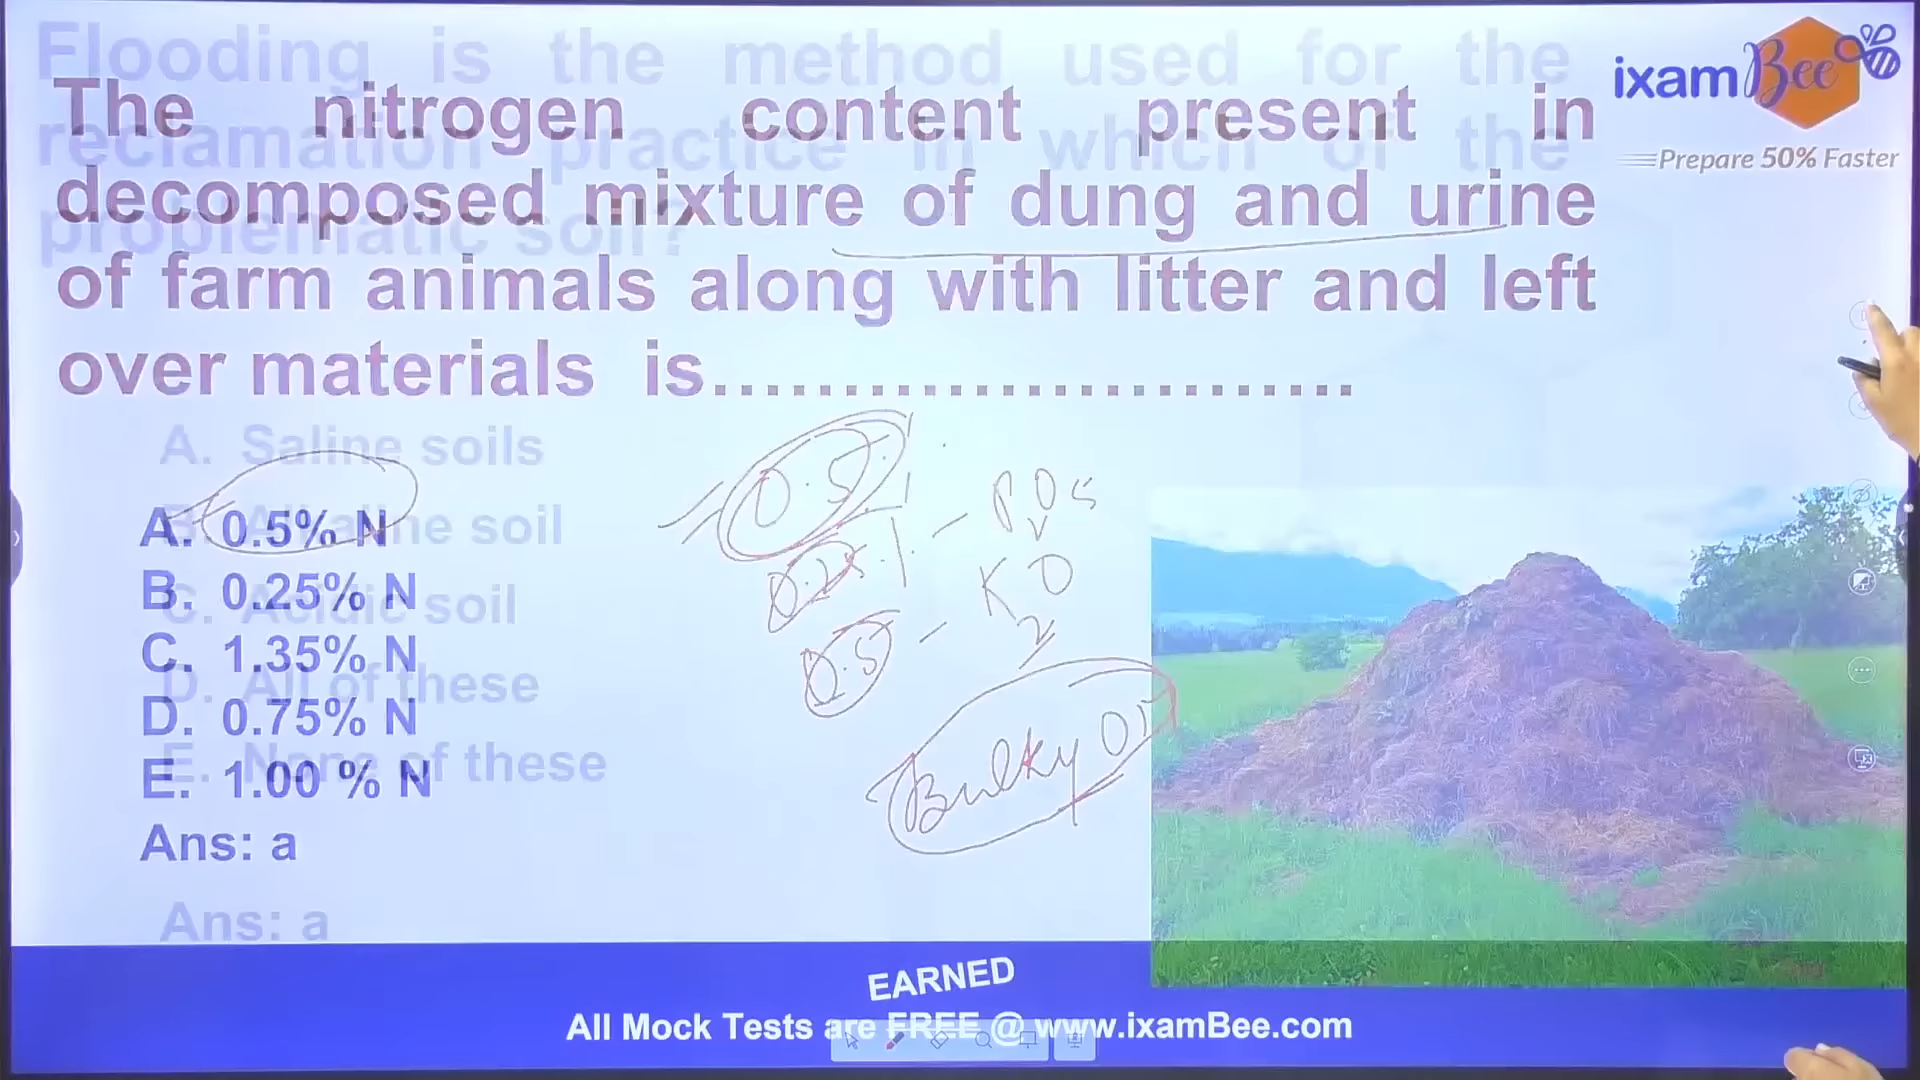 Flooding is the method used for the
reclamation practice in which of the
problematic soil?
A. Saline soils
B. Alkaline soil
C. Acidic soil
D. All of these
E. None of these
Ans: a
The nitrogen content present in
decomposed mixture of dung and urine
of farm animals along with litter and left
over materials is.........................
A. 0.5% N
B. 0.25% N
C. 1.35% N
D. 0.75% N
E. 1.00 % N
Ans: a
0.5%
0.25% - P2O5
0.5 - K2O
Bulky
ixamBee
Prepare 50% Faster
EARNED
All Mock Tests are FREE @ www.ixamBee.com